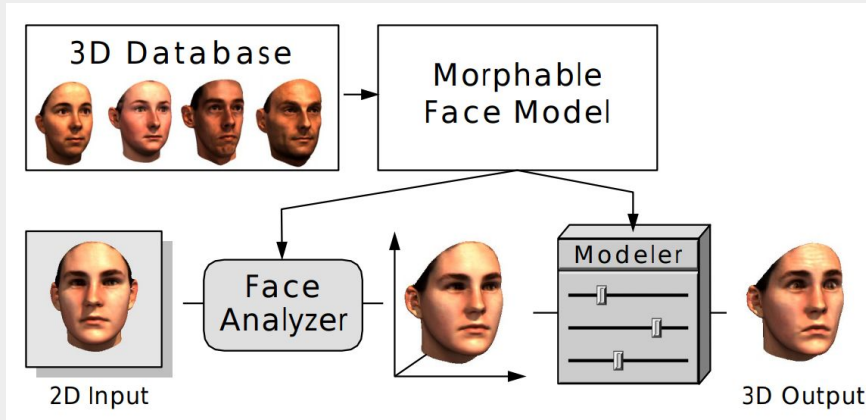 3D Database
Morphable
Face Model
Face
Analyzer
Modeler
2D Input
3D Output